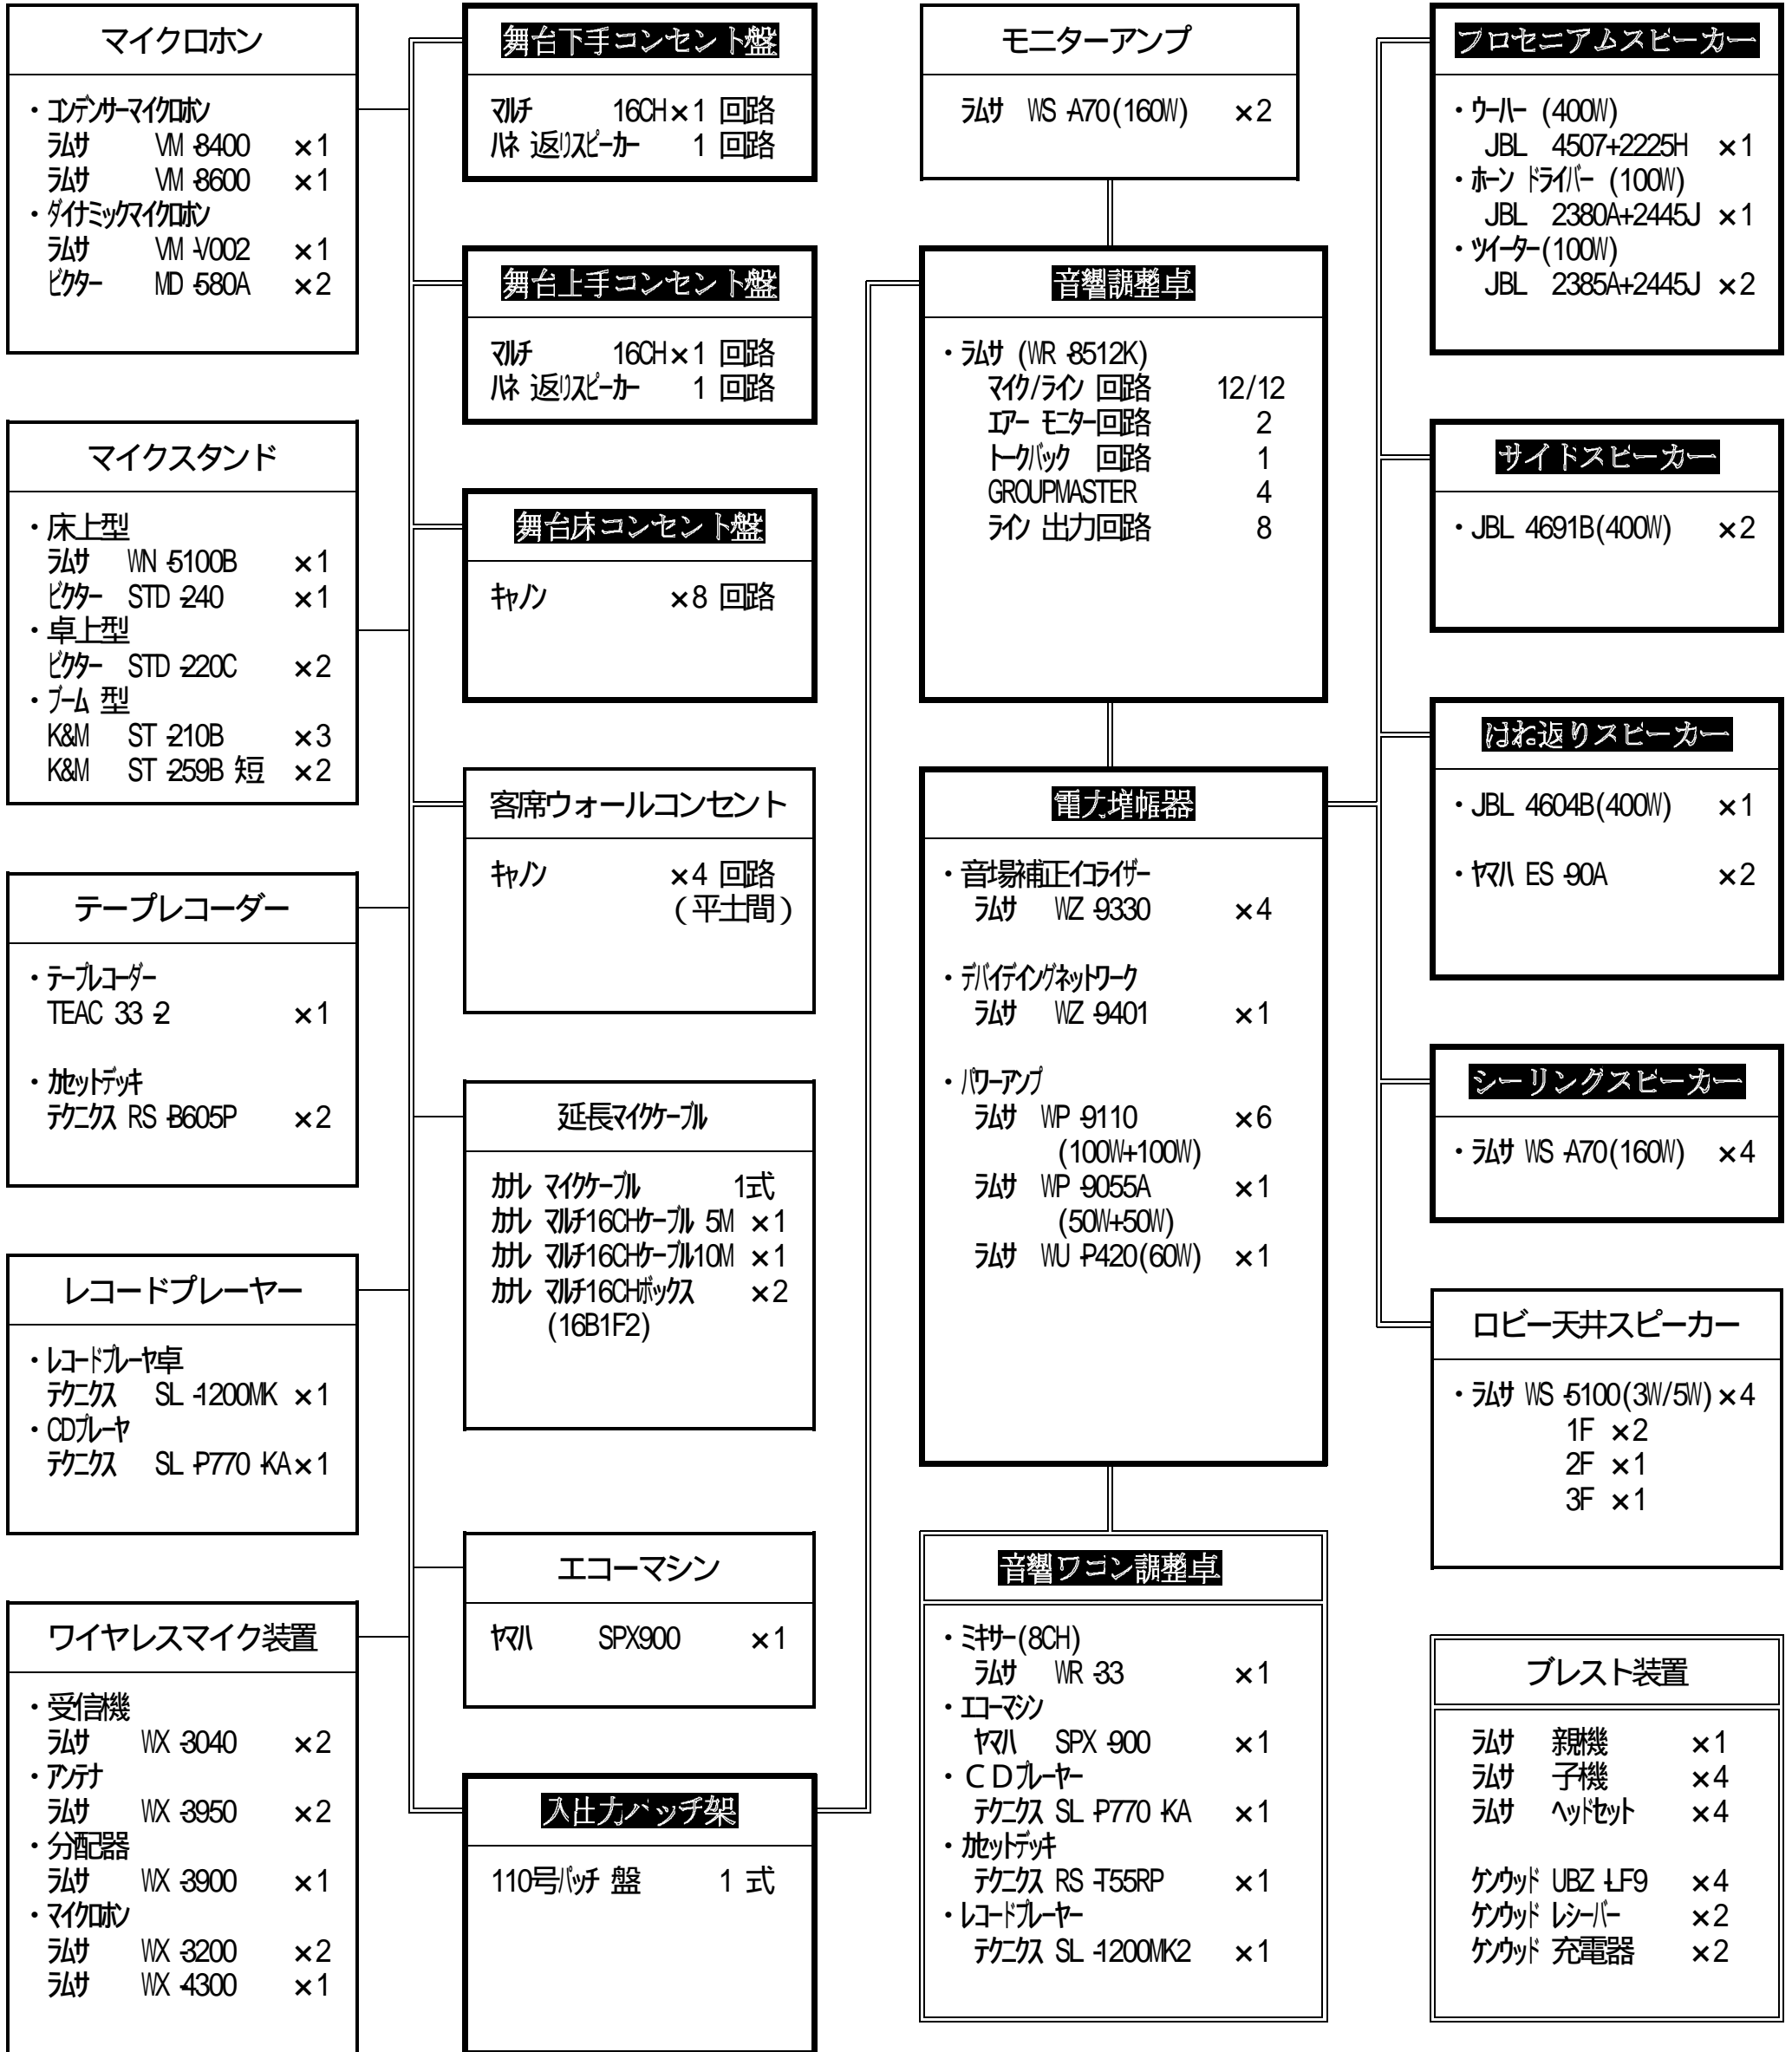 マイクロホン
・コンデンサーマイクロホン
ラムサ VM-8400 ×1
ラムサ VM-8600 ×1
・ダイナミックマイクロホン
ラムサ VM-V002 ×1
ビクター MD-580A ×2
マイクスタンド
・床上型
ラムサ WN-5100B ×1
ビクター STD-240 ×1
・卓上型
ビクター STD-220C ×2
・ブーム型
K&M ST-210B ×3
K&M ST-259B 短 ×2
テープレコーダー
・テープレコーダー
TEAC 33-2 ×1
・カセットデッキ
テクニクス RS-B605P ×2
レコードプレーヤー
・レコードプレーヤ卓
テクニクス SL-1200MK ×1
・CDプレーヤ
テクニクス SL-P770-KA×1
ワイヤレスマイク装置
・受信機
ラムサ WX-3040 ×2
・アンテナ
ラムサ WX-3950 ×2
・分配器
ラムサ WX-3900 ×1
・マイクロホン
ラムサ WX-3200 ×2
ラムサ WX-4300 ×1
舞台下手コンセント盤
マルチ 16CH×1 回路
ハネ返りスピーカー 1 回路
舞台上手コンセント盤
マルチ 16CH×1 回路
ハネ返りスピーカー 1 回路
舞台床コンセント盤
キャノン ×8 回路
客席ウォールコンセント
キャノン ×4 回路
(平土間)
延長マイクケーブル
カナレ マイクケーブル 1式
カナレ マルチ16CHケーブル 5M ×1
カナレ マルチ16CHケーブル10M ×1
カナレ マルチ16CHボックス ×2
(16B1F2)
エコーマシン
ヤマハ SPX900 ×1
入出力パッチ架
110号パッチ盤 1 式
モニターアンプ
ラムサ WS-A70(160W) ×2
音響調整卓
・ラムサ (WR-8512K)
マイク/ライン 回路 12/12
エアーモニター回路 2
トークバック 回路 1
GROUPMASTER 4
ライン出力回路 8
電力増幅器
・音場補正イコライザー
ラムサ WZ-9330 ×4
・デバイデイングネットワーク
ラムサ WZ-9401 ×1
・パワーアンプ
ラムサ WP-9110 ×6
(100W+100W)
ラムサ WP-9055A ×1
(50W+50W)
ラムサ WU-P420(60W) ×1
音響ワゴン調整卓
・ミキサー(8CH)
ラムサ WR-33 ×1
・エコーマシン
ヤマハ SPX-900 ×1
・CDプレーヤー
テクニクス SL-P770-KA ×1
・カセットデッキ
テクニクス RS-T55RP ×1
・レコードプレーヤー
テクニクス SL-1200MK2 ×1
プロセニアムスピーカー
・ウーハー (400W)
JBL 4507+2225H ×1
・ホーンドライバー (100W)
JBL 2380A+2445J ×1
・ツイーター(100W)
JBL 2385A+2445J ×2
サイドスピーカー
・JBL 4691B(400W) ×2
はね返りスピーカー
・JBL 4604B(400W) ×1
・ヤマハ ES-90A ×2
シーリングスピーカー
・ラムサ WS-A70(160W) ×4
ロビー天井スピーカー
・ラムサ WS-5100(3W/5W)×4
1F ×2
2F ×1
3F ×1
ブレスト装置
ラムサ 親機 ×1
ラムサ 子機 ×4
ラムサ ヘッドセット ×4
ケンウッド UBZ-LF9 ×4
ケンウッド レシーバー ×2
ケンウッド 充電器 ×2